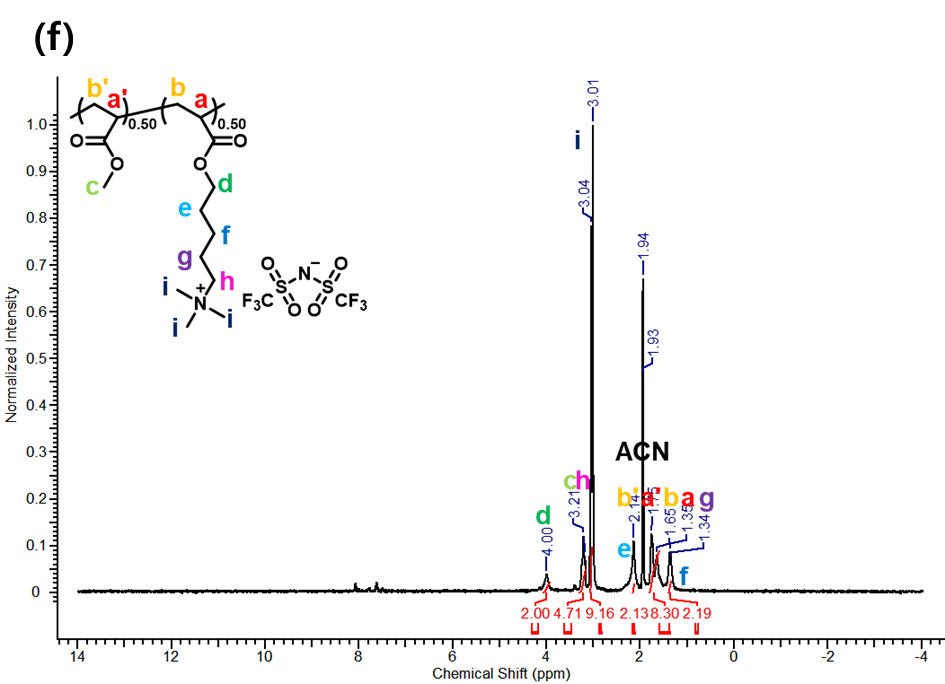 (f)
b' a' b a
0.50 0.50
O O O O
c d
e
f
g
h
i N + i
i
O N − O
F₃C S S CF₃
O O
Normalized Intensity
1.0
0.9
0.8
0.7
0.6
0.5
0.4
0.3
0.2
0.1
0
3.01
i
3.04
1.94
1.93
ACN
c h
b' a' b a g
d
e
f
4.00
3.21
2.14
1.65
1.35
1.34
2.00 4.71 9.16 2.13 8.30 2.19
14 12 10 8 6 4 2 0 -2 -4
Chemical Shift (ppm)